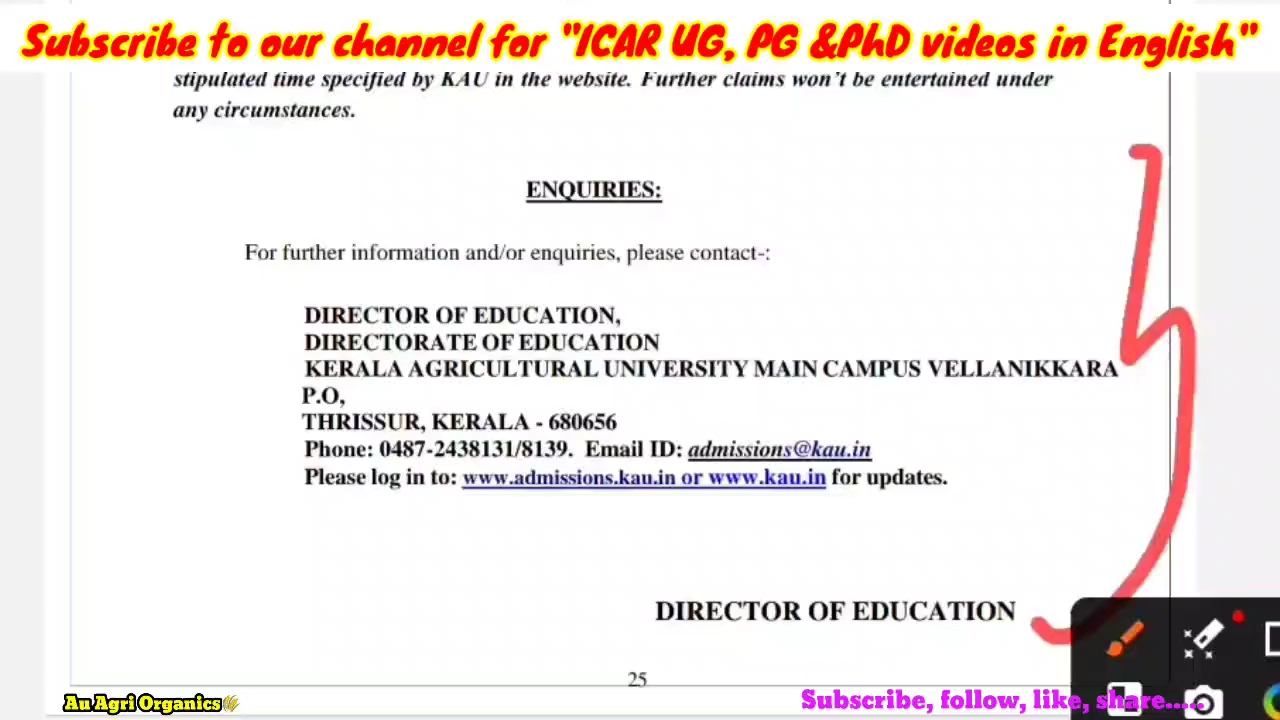 Subscribe to our channel for "ICAR UG, PG &PhD videos in English"
stipulated time specified by KAU in the website. Further claims won't be entertained under
any circumstances.
ENQUIRIES:
For further information and/or enquiries, please contact-:
DIRECTOR OF EDUCATION,
DIRECTORATE OF EDUCATION
KERALA AGRICULTURAL UNIVERSITY MAIN CAMPUS VELLANIKKARA
P.O,
THRISSUR, KERALA - 680656
Phone: 0487-2438131/8139. Email ID: admissions@kau.in
Please log in to: www.admissions.kau.in or www.kau.in for updates.
DIRECTOR OF EDUCATION
25
Au Agri Organics
Subscribe, follow, like, share.....